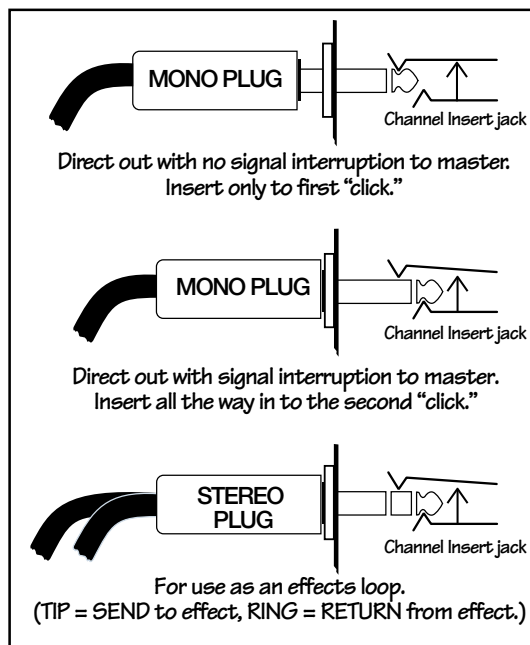 MONO PLUG
Channel Insert jack
Direct out with no signal interruption to master.
Insert only to first “click.”
MONO PLUG
Channel Insert jack
Direct out with signal interruption to master.
Insert all the way in to the second “click.”
STEREO
PLUG
Channel Insert jack
For use as an effects loop.
(TIP = SEND to effect, RING = RETURN from effect.)